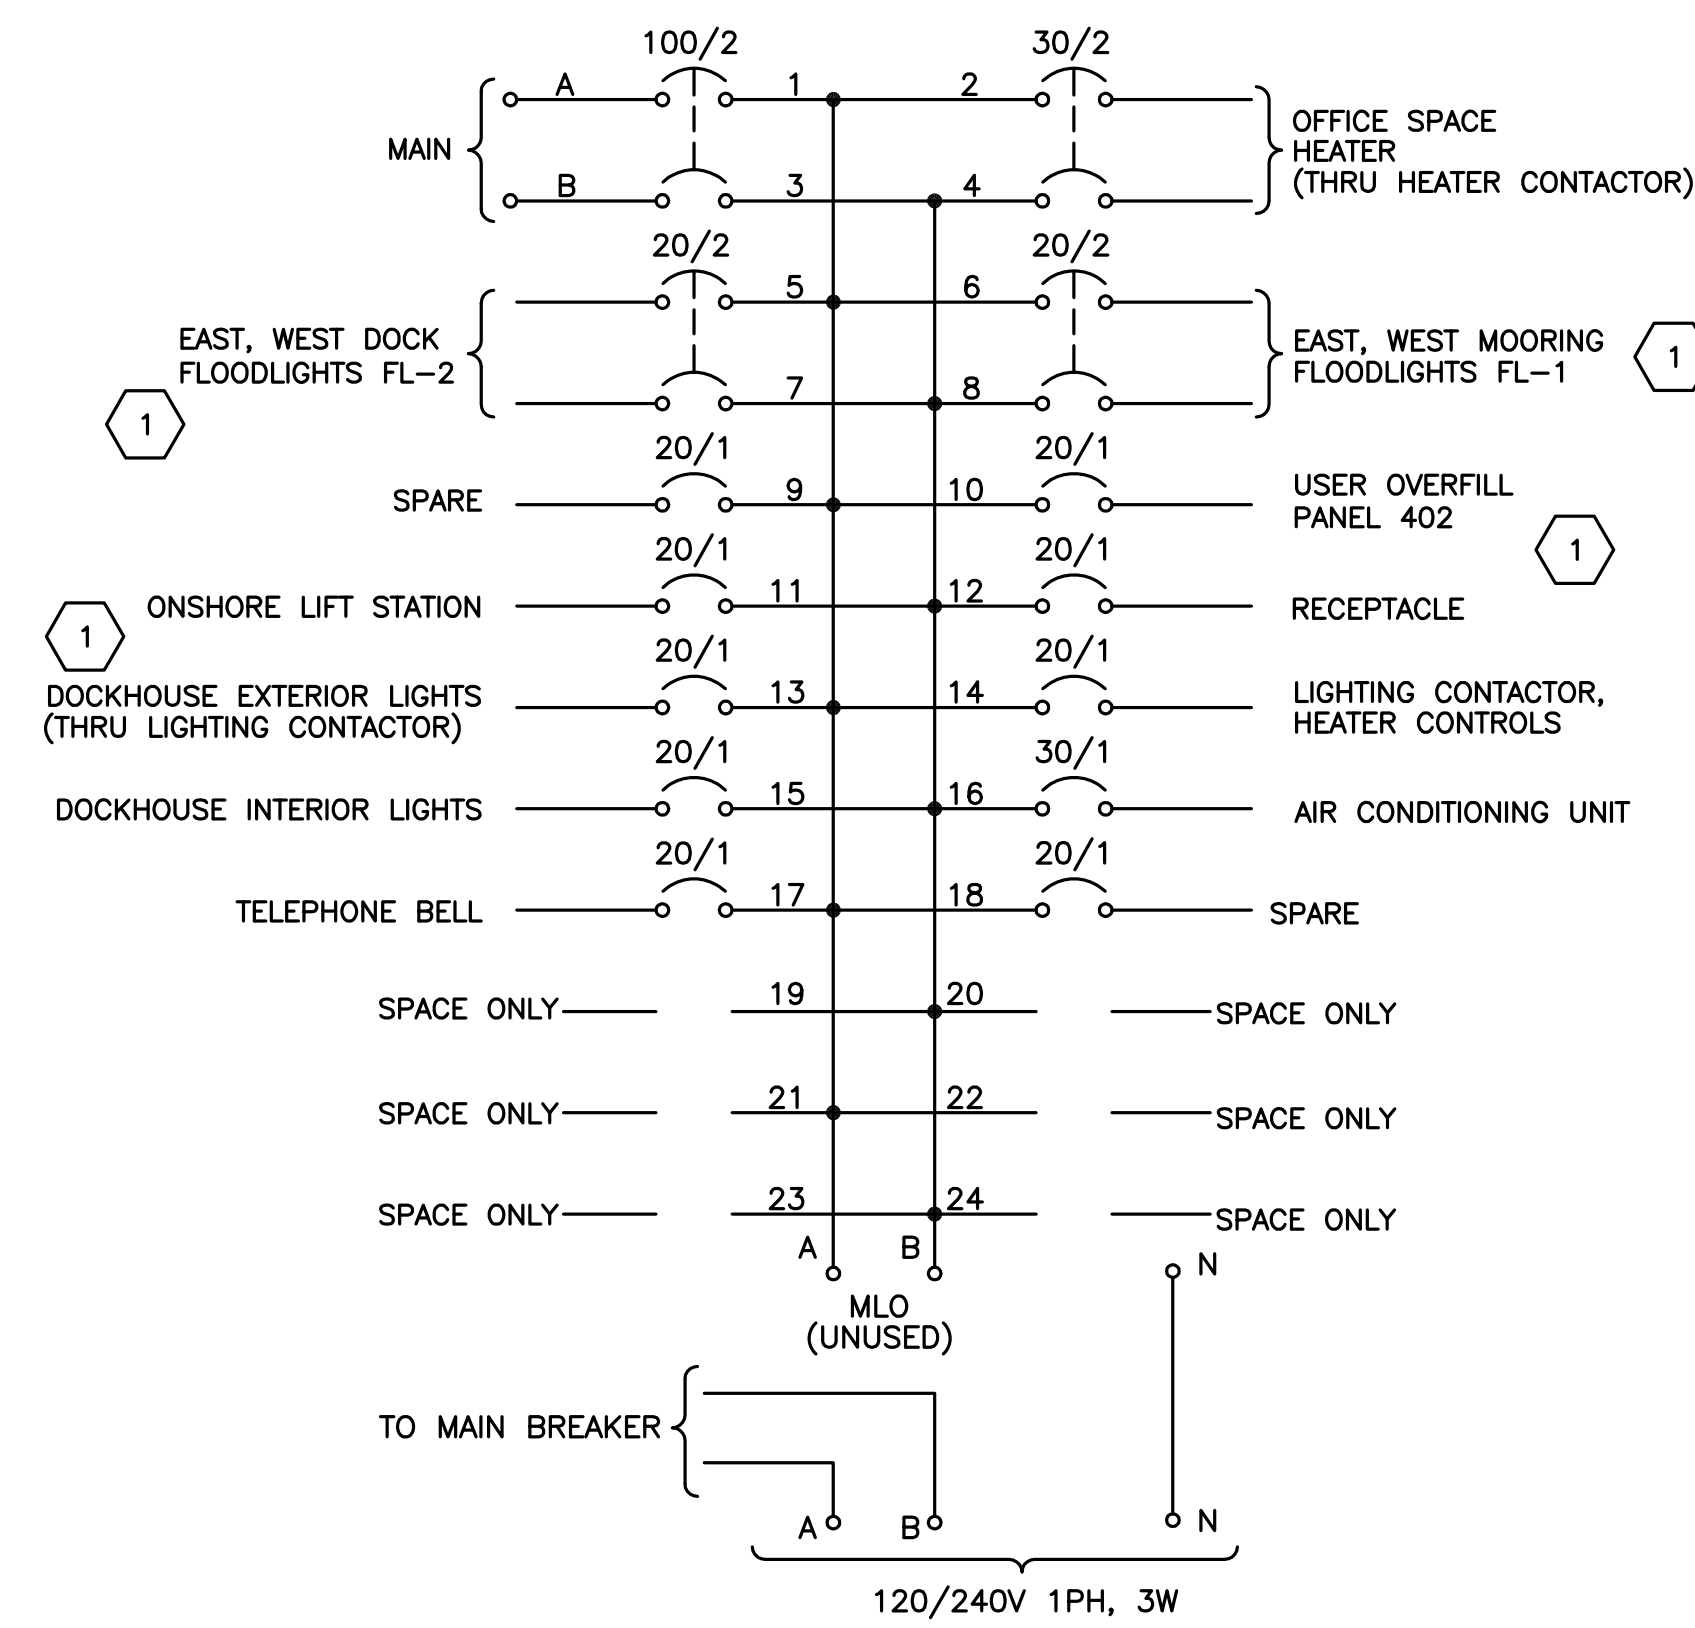 100/2 30/2
A 1 2
MAIN
OFFICE SPACE
HEATER
(THRU HEATER CONTACTOR)
B 3 4
20/2 20/2
5 6
EAST, WEST DOCK
FLOODLIGHTS FL-2
1
EAST, WEST MOORING
FLOODLIGHTS FL-1
1
7 8
20/1 20/1
SPARE 9 10
USER OVERFILL
PANEL 402
1
20/1 20/1
ONSHORE LIFT STATION 11 12 RECEPTACLE
1
20/1 20/1
DOCKHOUSE EXTERIOR LIGHTS
(THRU LIGHTING CONTACTOR)
13 14
LIGHTING CONTACTOR,
HEATER CONTROLS
20/1 30/1
DOCKHOUSE INTERIOR LIGHTS 15 16 AIR CONDITIONING UNIT
20/1 20/1
TELEPHONE BELL 17 18 SPARE
SPACE ONLY 19 20 SPACE ONLY
SPACE ONLY 21 22 SPACE ONLY
SPACE ONLY 23 24 SPACE ONLY
A B N
MLO
(UNUSED)
TO MAIN BREAKER
A B N
120/240V 1PH, 3W